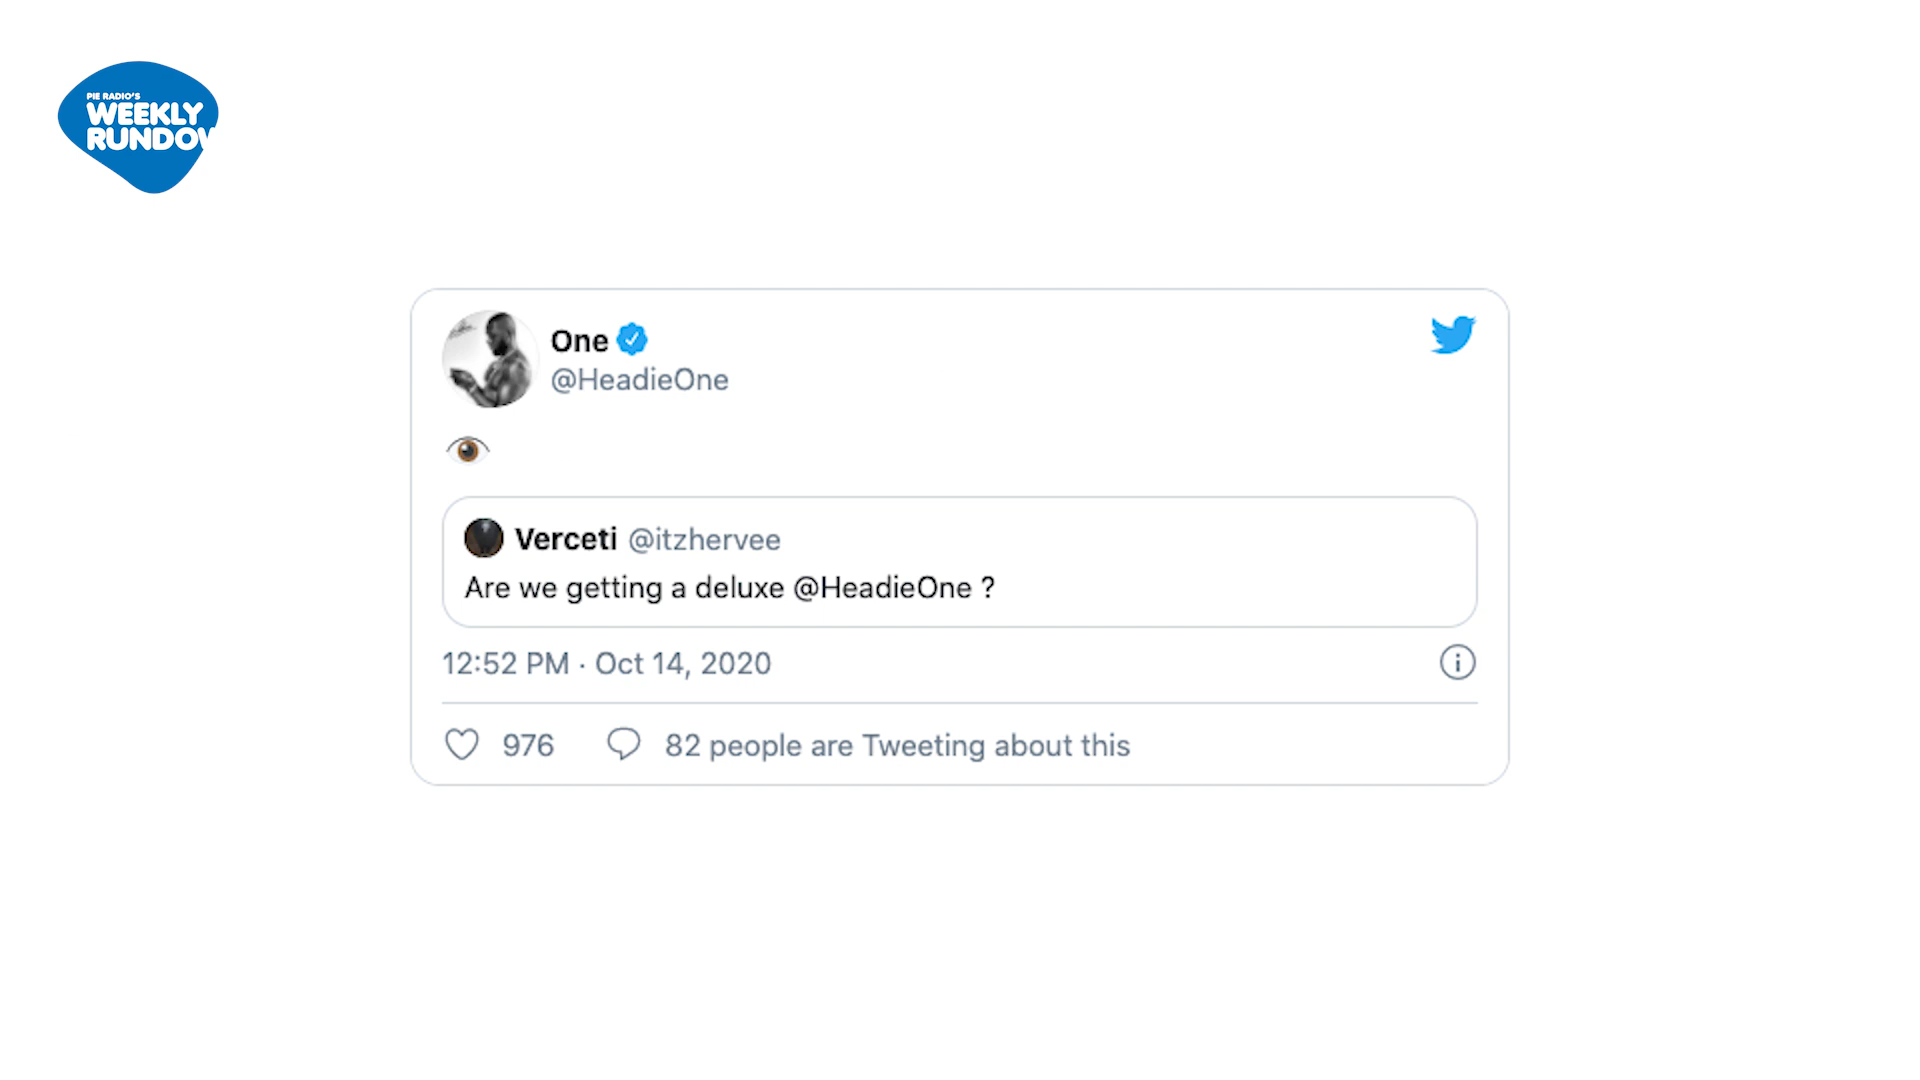 PIE RADIO'S
WEEKLY
RUNDOW
One
@HeadieOne
👁
Verceti @itzhervee
Are we getting a deluxe @HeadieOne ?
12:52 PM · Oct 14, 2020
976
82 people are Tweeting about this